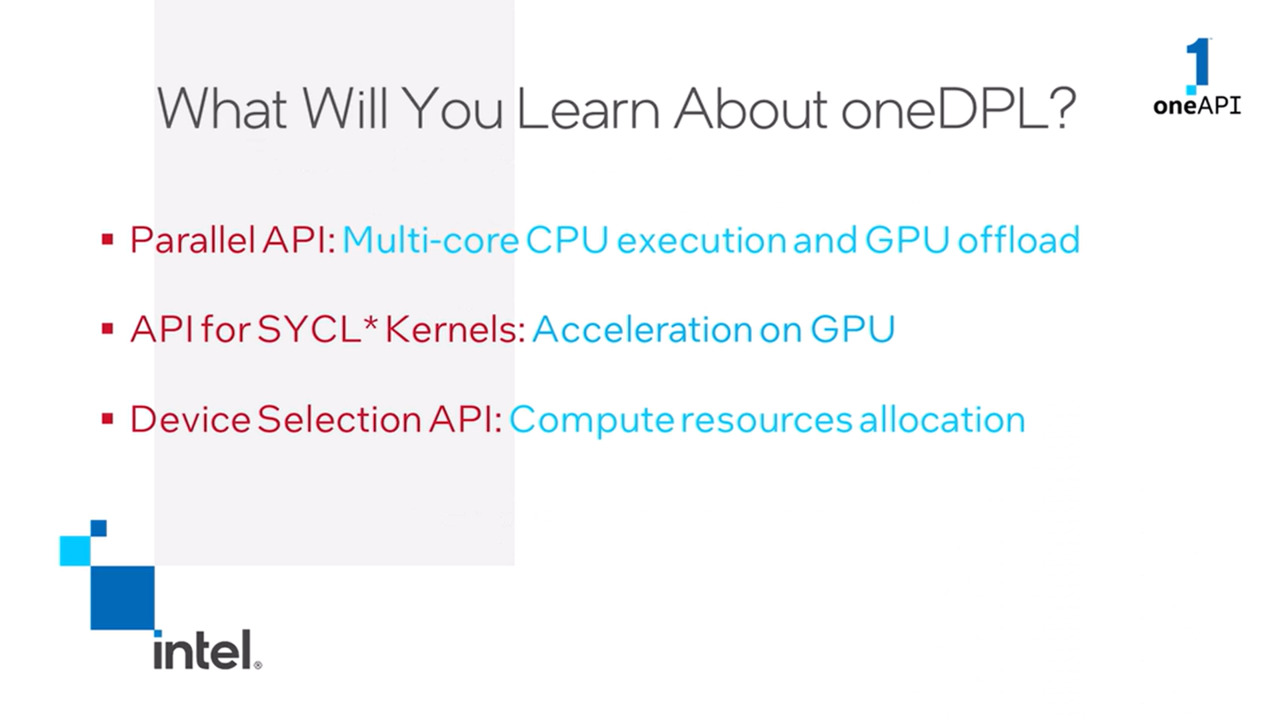 What Will You Learn About oneDPL?
1
oneAPI
▪ Parallel API: Multi-core CPU execution and GPU offload
▪ API for SYCL* Kernels: Acceleration on GPU
▪ Device Selection API: Compute resources allocation
intel®